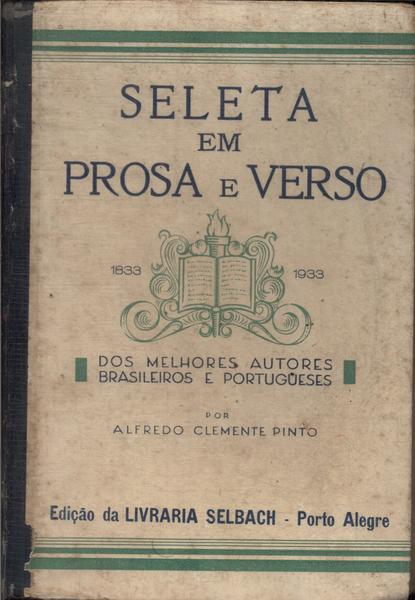 SELETA
EM
PROSA E VERSO
1833 1933
DOS MELHORES AUTORES
BRASILEIROS E PORTUGÜESES
POR
ALFREDO CLEMENTE PINTO
Edição da LIVRARIA SELBACH - Porto Alegre